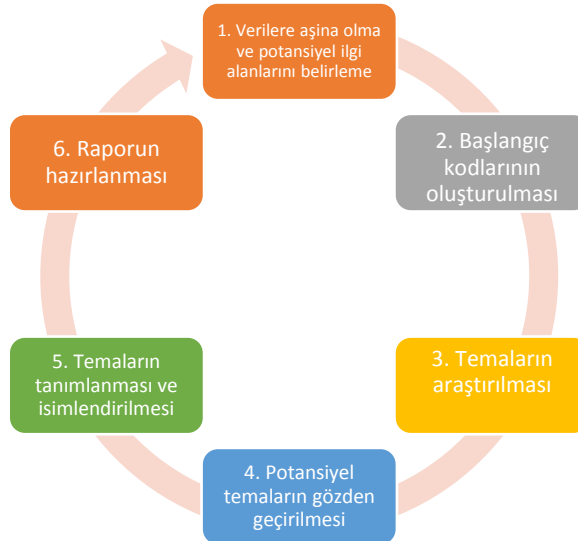 1. Verilere aşina olma
ve potansiyel ilgi
alanlarını belirleme
2. Başlangıç
kodlarının
oluşturulması
3. Temaların
araştırılması
4. Potansiyel
temaların gözden
geçirilmesi
5. Temaların
tanımlanması ve
isimlendirilmesi
6. Raporun
hazırlanması